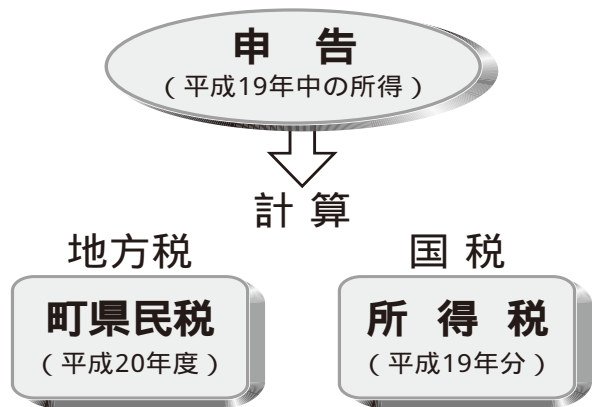 申 告
（平成19年中の所得）
計 算
地方税
国 税
町県民税
（平成20年度）
所 得 税
（平成19年分）